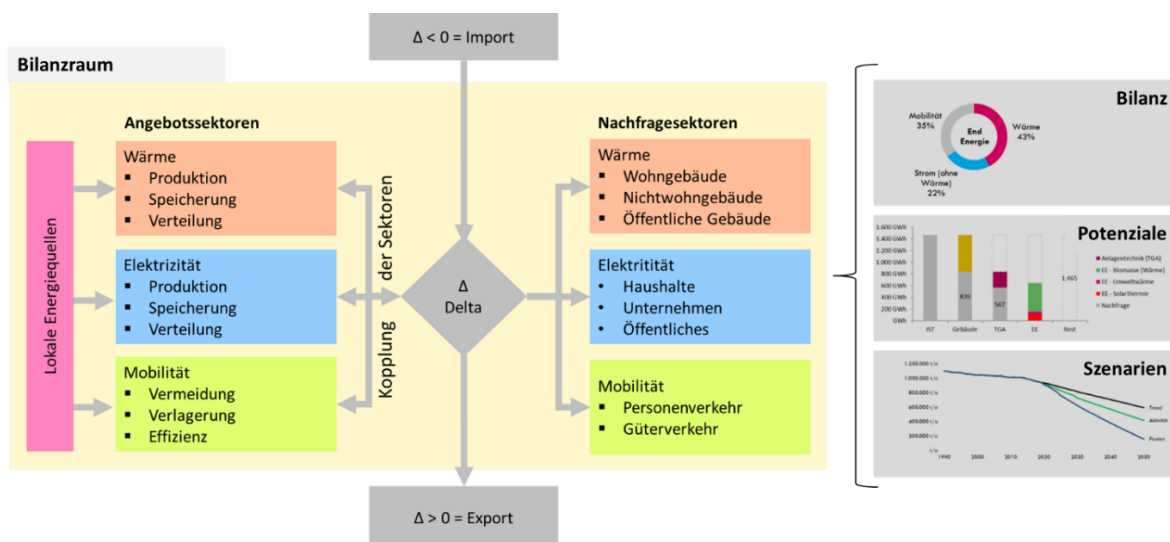 Δ < 0 = Import
Bilanzraum
Angebotssektoren
Nachfragesektoren
Lokale Energiequellen
Wärme
▪ Produktion
▪ Speicherung
▪ Verteilung
Elektrizität
▪ Produktion
▪ Speicherung
▪ Verteilung
Mobilität
▪ Vermeidung
▪ Verlagerung
▪ Effizienz
Kopplung der Sektoren
Δ
Delta
Wärme
▪ Wohngebäude
▪ Nichtwohngebäude
▪ Öffentliche Gebäude
Elektritität
• Haushalte
• Unternehmen
• Öffentliches
Mobilität
▪ Personenverkehr
▪ Güterverkehr
Δ > 0 = Export
Bilanz
Mobilität
35%
End
Energie
Wärme
43%
Strom (ohne
Wärme)
22%
Potenziale
1.600 GWh
1.400 GWh
1.200 GWh
1.000 GWh
800 GWh
600 GWh
400 GWh
200 GWh
GWh
839
567
1.465
IST
Gebäude
TGA
EE
Rest
Anlagentechnik (TGA)
EE - Biomasse (Wärme)
EE - Umweltwärme
EE - Solarthermie
Nachfrage
Szenarien
1.200.000 t/a
1.000.000 t/a
800.000 t/a
600.000 t/a
400.000 t/a
200.000 t/a
t/a
Trend
1990
2000
2010
2020
2030
2040
2050